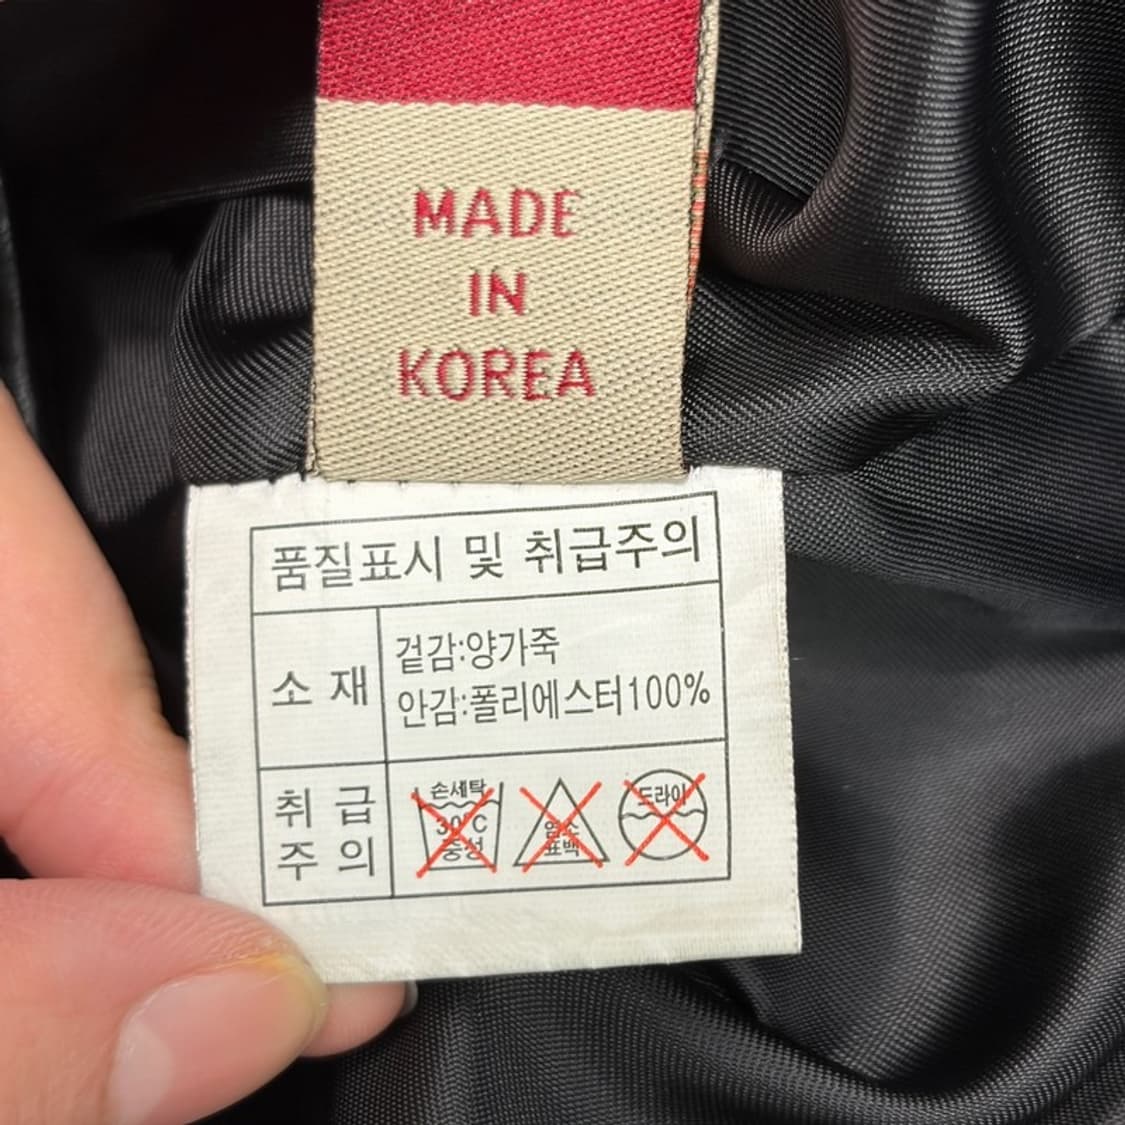 MADE
IN
KOREA
품질표시 및 취급주의
소 재
겉감:양가죽
안감:폴리에스터100%
취 급
주 의
손세탁
30℃
중성
염소
표백
드라이